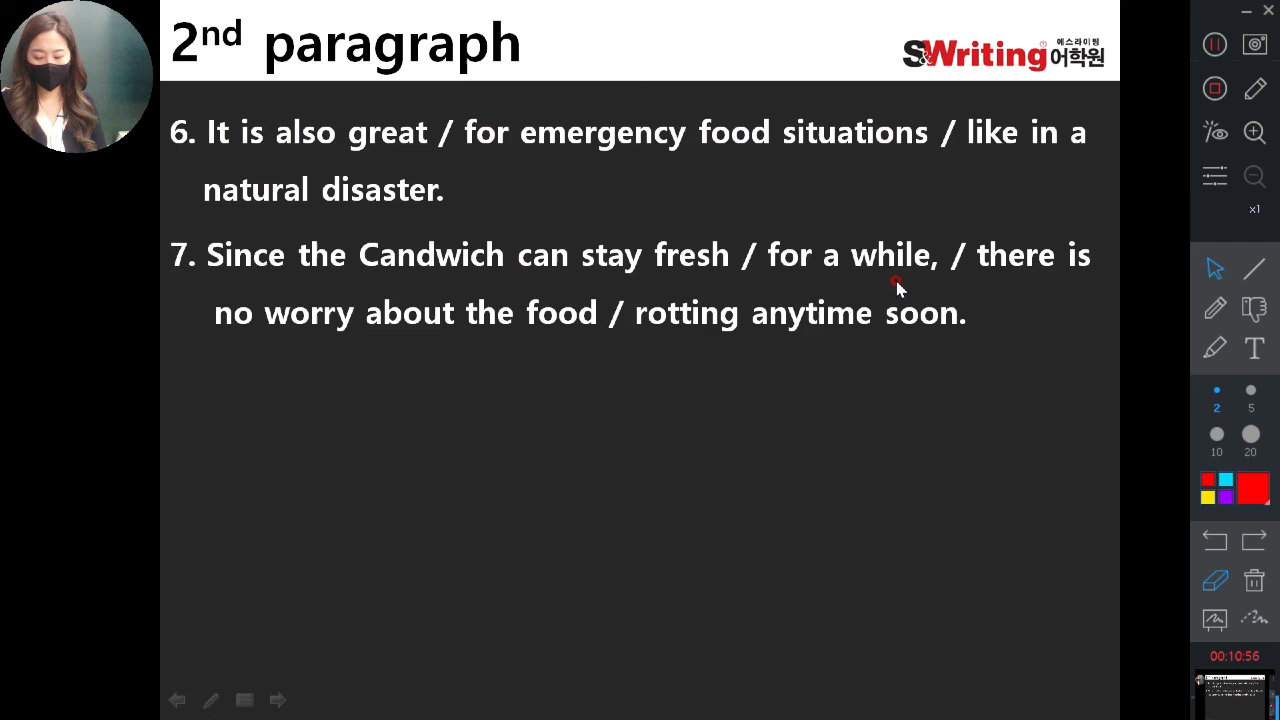 2nd paragraph
S&Writing 에스라이팅 어학원
6. It is also great / for emergency food situations / like in a
natural disaster.
7. Since the Candwich can stay fresh / for a while, / there is
no worry about the food / rotting anytime soon.
x1
T
2 5
10 20
00:10:56